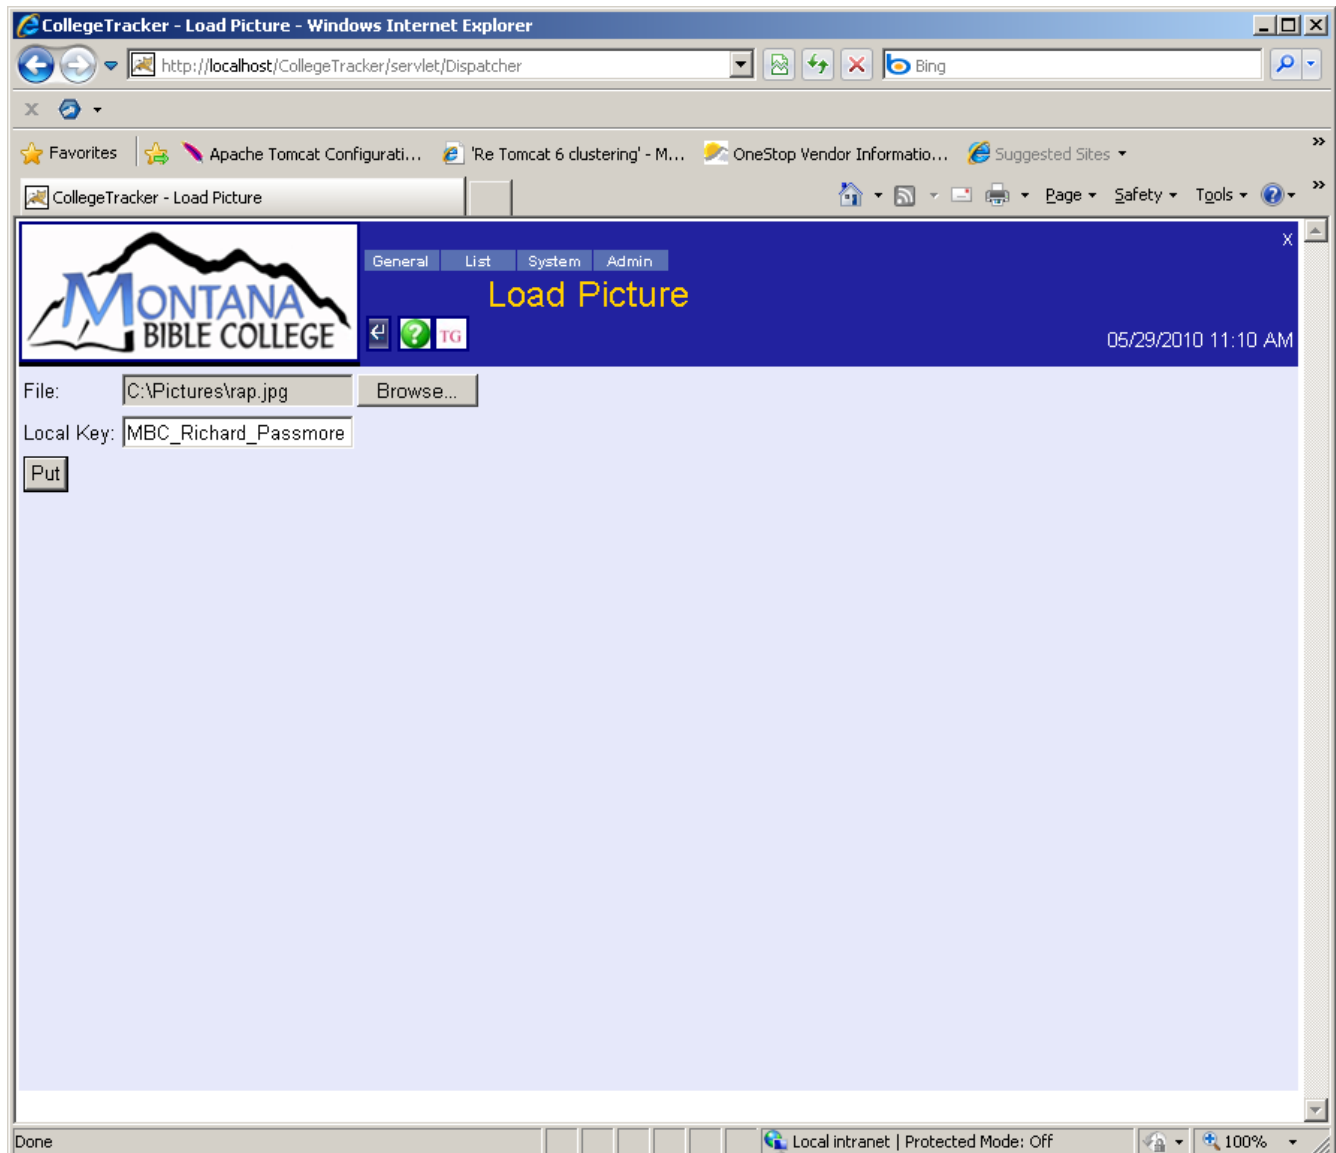 CollegeTracker - Load Picture - Windows Internet Explorer
http://localhost/CollegeTracker/servlet/Dispatcher
Bing
Favorites
Apache Tomcat Configurati...
'Re Tomcat 6 clustering' - M...
OneStop Vendor Informatio...
Suggested Sites
CollegeTracker - Load Picture
Page
Safety
Tools
MONTANA
BIBLE COLLEGE
X
General
List
System
Admin
Load Picture
TG
05/29/2010 11:10 AM
File:
C:\Pictures\rap.jpg
Browse...
Local Key:
MBC_Richard_Passmore
Put
Done
Local intranet | Protected Mode: Off
100%